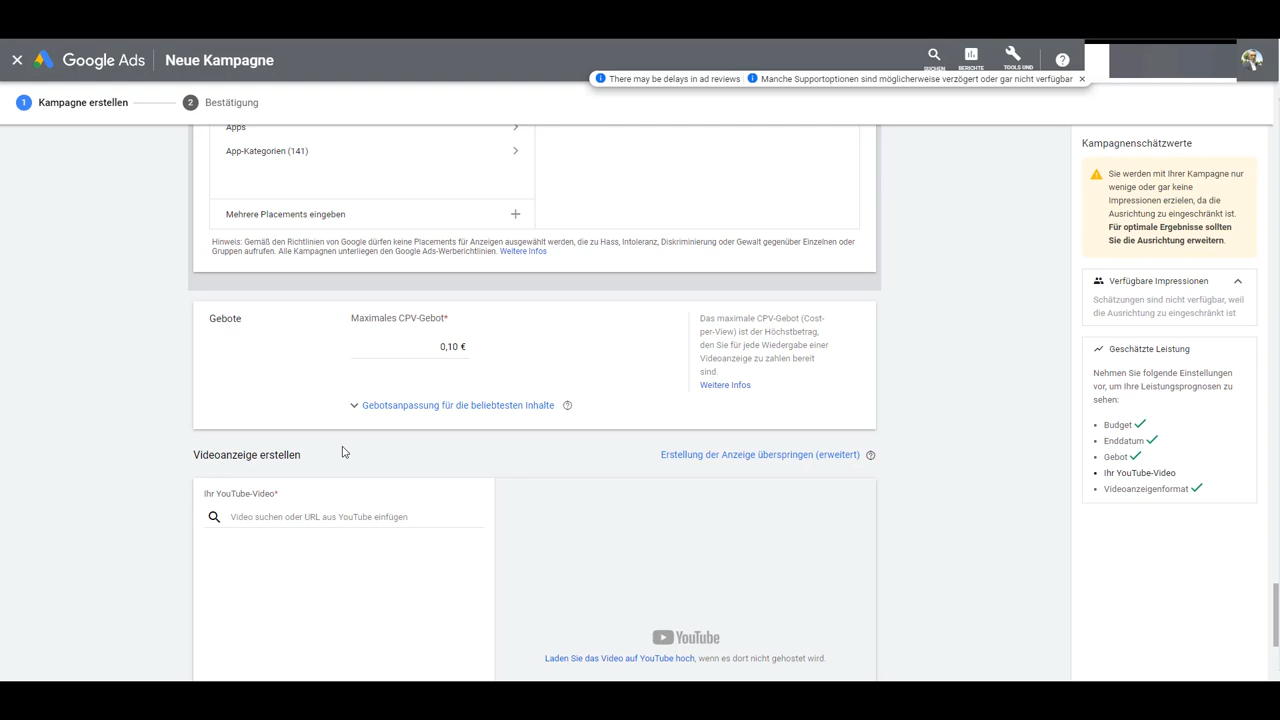 Google Ads
Neue Kampagne
SUCHEN
BERICHTE
TOOLS UND
There may be delays in ad reviews
Manche Supportoptionen sind möglicherweise verzögert oder gar nicht verfügbar
1 Kampagne erstellen
2 Bestätigung
Apps
App-Kategorien (141)
Mehrere Placements eingeben
Hinweis: Gemäß den Richtlinien von Google dürfen keine Placements für Anzeigen ausgewählt werden, die zu Hass, Intoleranz, Diskriminierung oder Gewalt gegenüber Einzelnen oder
Gruppen aufrufen. Alle Kampagnen unterliegen den Google Ads-Werberichtlinien. Weitere Infos
Gebote
Maximales CPV-Gebot*
0,10 €
Gebotsanpassung für die beliebtesten Inhalte
Das maximale CPV-Gebot (Cost-
per-View) ist der Höchstbetrag,
den Sie für jede Wiedergabe einer
Videoanzeige zu zahlen bereit
sind.
Weitere Infos
Videoanzeige erstellen
Erstellung der Anzeige überspringen (erweitert)
Ihr YouTube-Video*
Video suchen oder URL aus YouTube einfügen
YouTube
Laden Sie das Video auf YouTube hoch, wenn es dort nicht gehostet wird.
Kampagnenschätzwerte
Sie werden mit Ihrer Kampagne nur
wenige oder gar keine
Impressionen erzielen, da die
Ausrichtung zu eingeschränkt ist.
Für optimale Ergebnisse sollten
Sie die Ausrichtung erweitern.
Verfügbare Impressionen
Schätzungen sind nicht verfügbar, weil
die Ausrichtung zu eingeschränkt ist
Geschätzte Leistung
Nehmen Sie folgende Einstellungen
vor, um Ihre Leistungsprognosen zu
sehen:
Budget
Enddatum
Gebot
Ihr YouTube-Video
Videoanzeigenformat